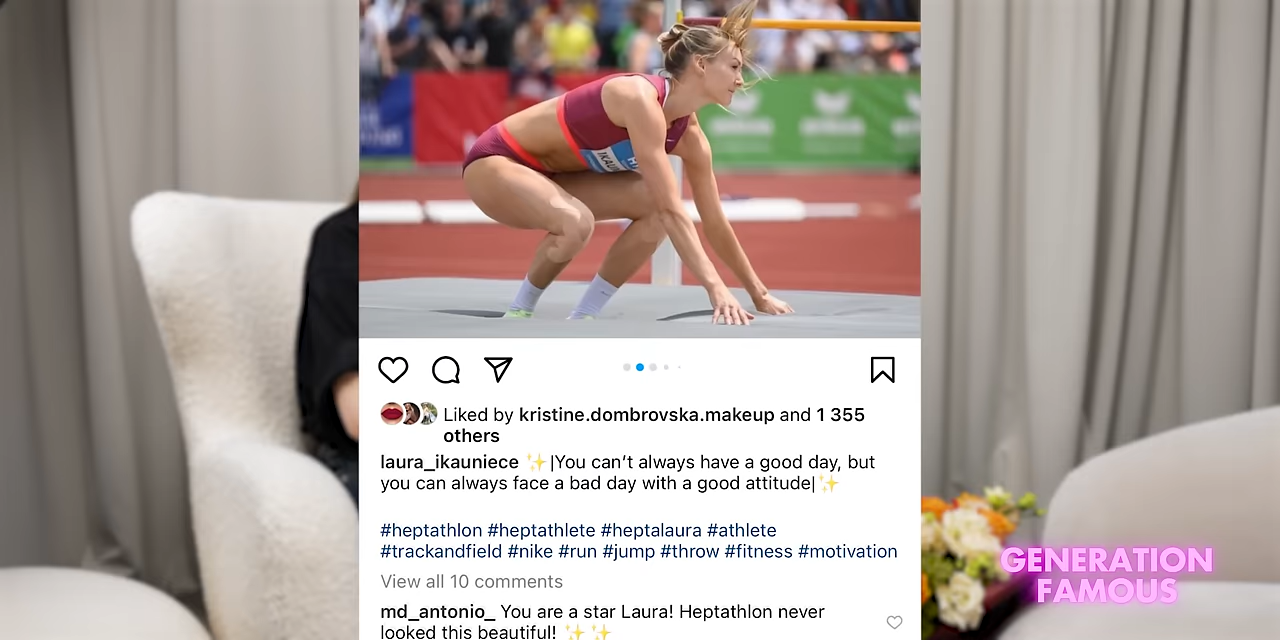 IKAU
Liked by kristine.dombrovska.makeup and 1 355
others
laura_ikauniece ✨|You can’t always have a good day, but
you can always face a bad day with a good attitude|✨
#heptathlon #heptathlete #heptalaura #athlete
#trackandfield #nike #run #jump #throw #fitness #motivation
View all 10 comments
md_antonio_ You are a star Laura! Heptathlon never
looked this beautiful! ✨✨
GENERATION
FAMOUS